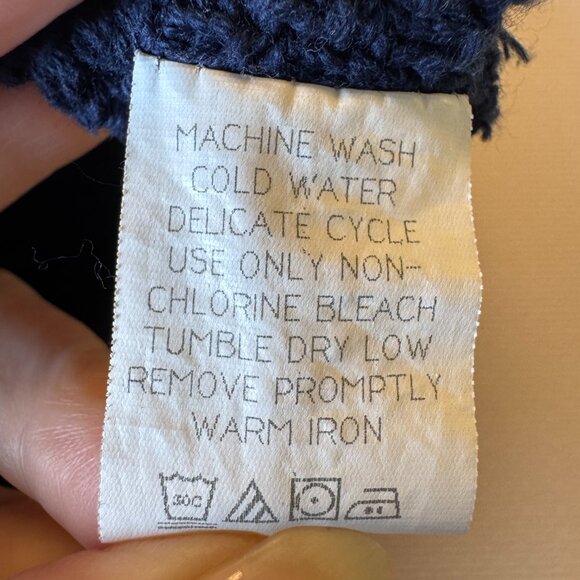 MACHINE WASH
COLD WATER
DELICATE CYCLE
USE ONLY NON-
CHLORINE BLEACH
TUMBLE DRY LOW
REMOVE PROMPTLY
WARM IRON
30C